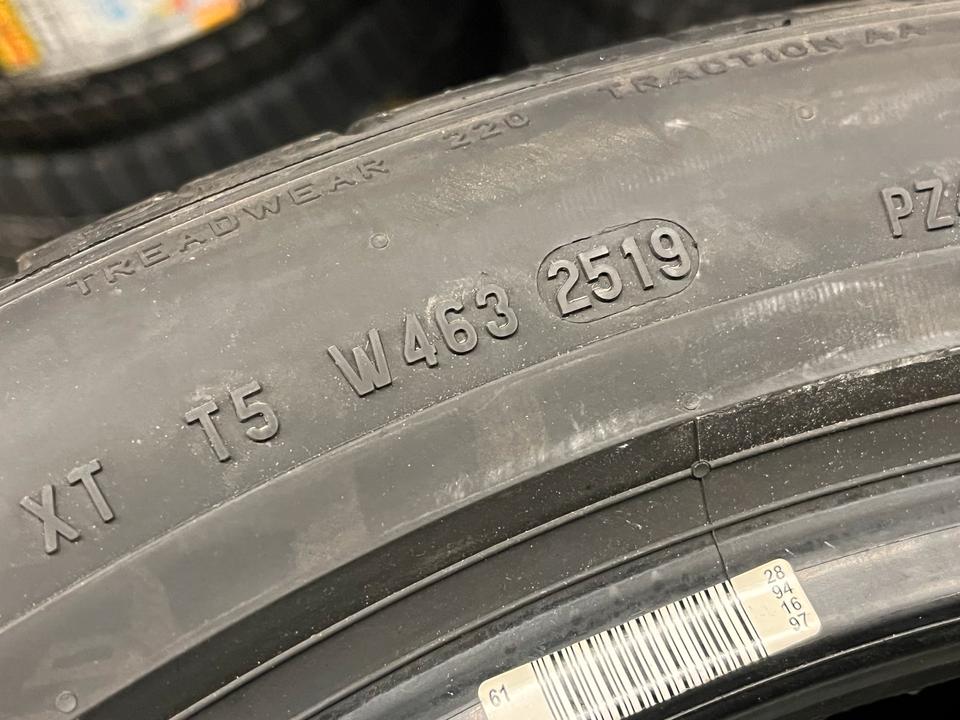 TREADWEAR 220 TRACTION AA
XT T5 W463 2519 PZ
61
28
94
16
97